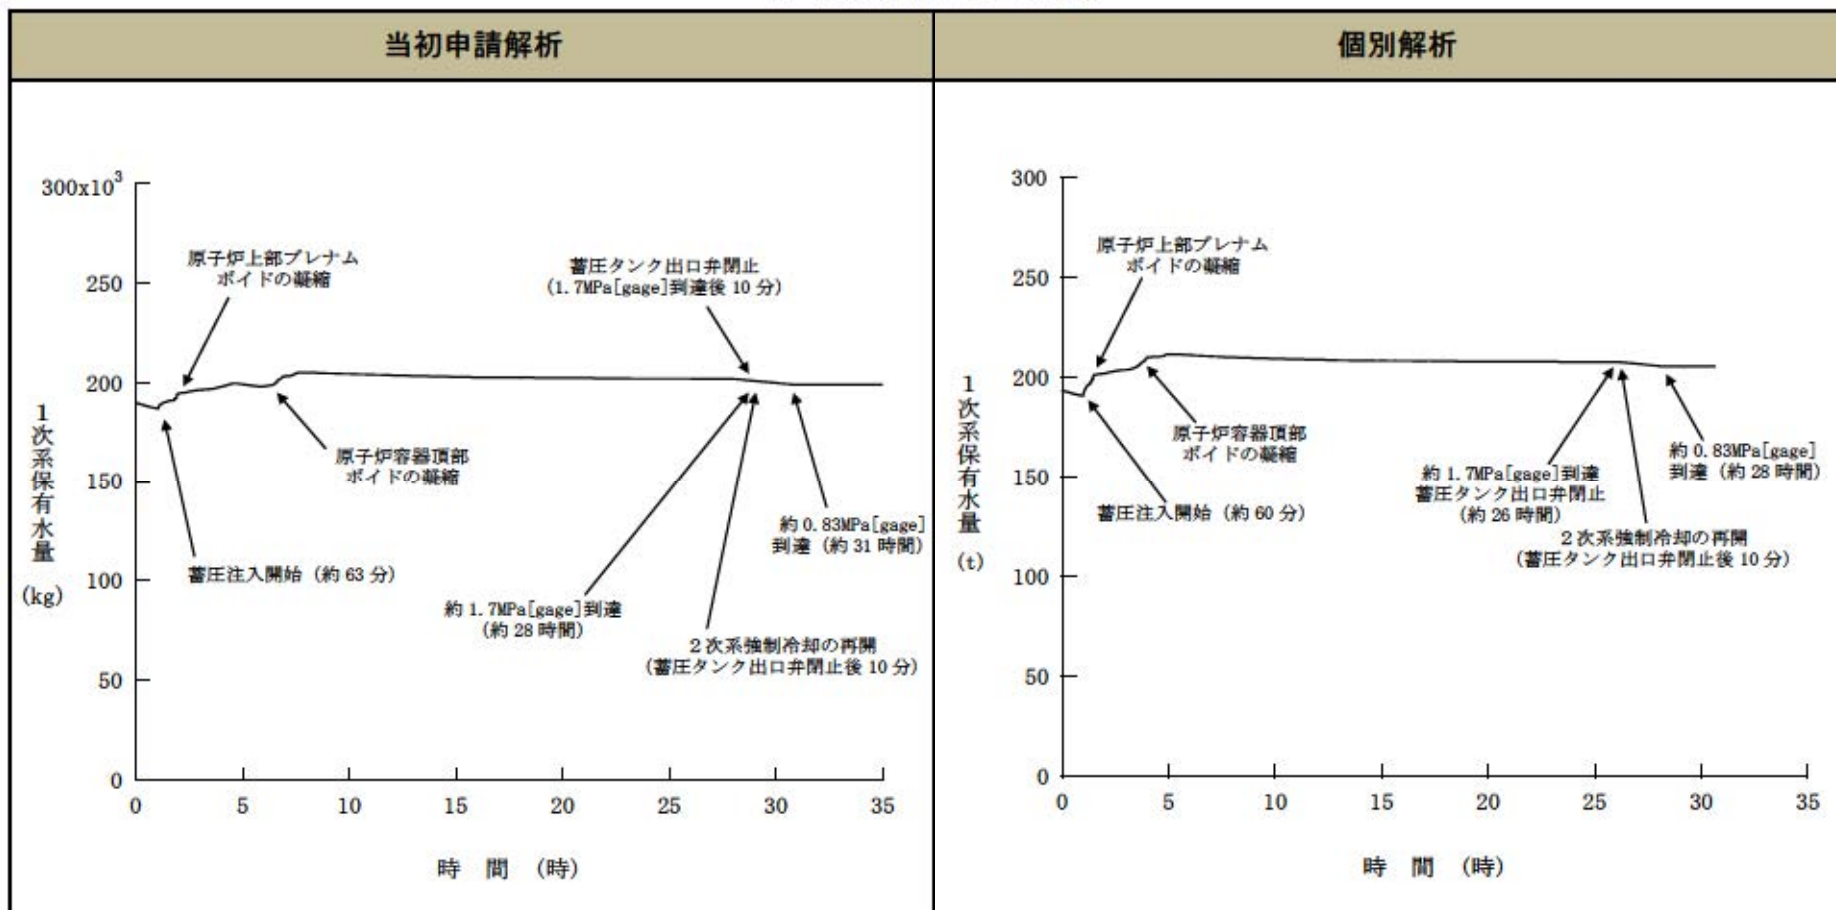 当初申請解析
300x10³
250
200
150
100
50
0
0 5 10 15 20 25 30 35
1次系保有水量
(kg)
時 間 (時)
原子炉上部プレナム
ボイドの凝縮
蓄圧タンク出口弁閉止
(1.7MPa[gage]到達後 10 分)
原子炉容器頂部
ボイドの凝縮
蓄圧注入開始 (約 63 分)
約 0.83MPa[gage]
到達 (約 31 時間)
約 1.7MPa[gage]到達
(約 28 時間)
2次系強制冷却の再開
(蓄圧タンク出口弁閉止後 10 分)
個別解析
300
250
200
150
100
50
0
0 5 10 15 20 25 30 35
1次系保有水量
(t)
時 間 (時)
原子炉上部プレナム
ボイドの凝縮
原子炉容器頂部
ボイドの凝縮
蓄圧注入開始 (約 60 分)
約 0.83MPa[gage]
到達 (約 28 時間)
約 1.7MPa[gage]到達
蓄圧タンク出口弁閉止
(約 26 時間)
2次系強制冷却の再開
(蓄圧タンク出口弁閉止後 10 分)